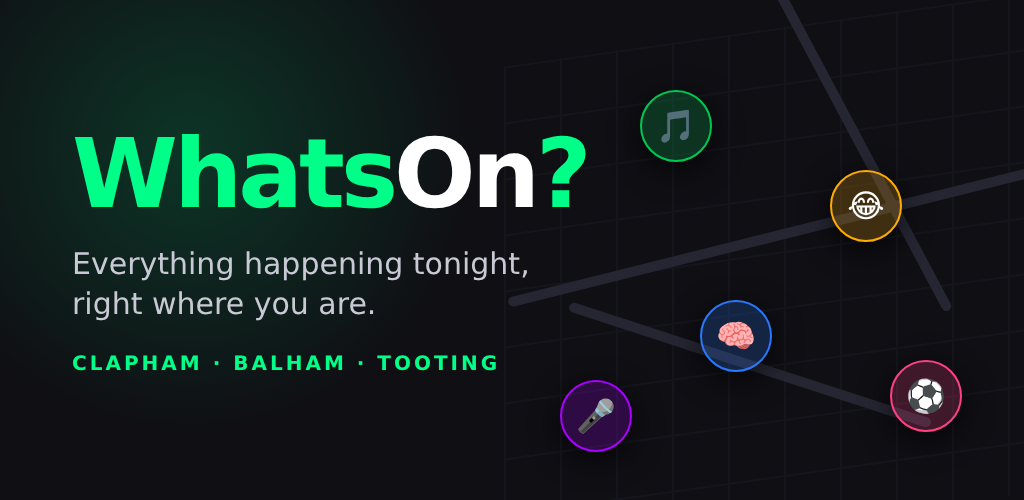 WhatsOn?
Everything happening tonight,
right where you are.
CLAPHAM · BALHAM · TOOTING